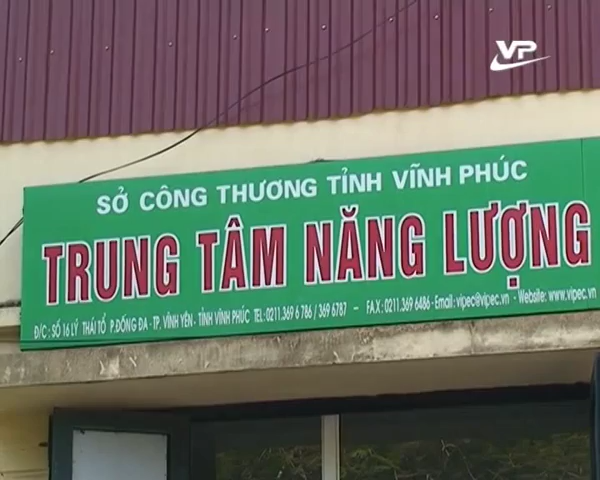 VP
SỞ CÔNG THƯƠNG TỈNH VĨNH PHÚC
TRUNG TÂM NĂNG LƯỢNG
Đ/C: SỐ 16 LÝ THÁI TỔ P.ĐỐNG ĐA - TP. VĨNH YÊN - TỈNH VĨNH PHÚC TEL: 0211.369 6 786 / 369 6787 - FAX: 0211.369 6486 - Email: vipec@vipec.vn - Website: www.vipec.vn